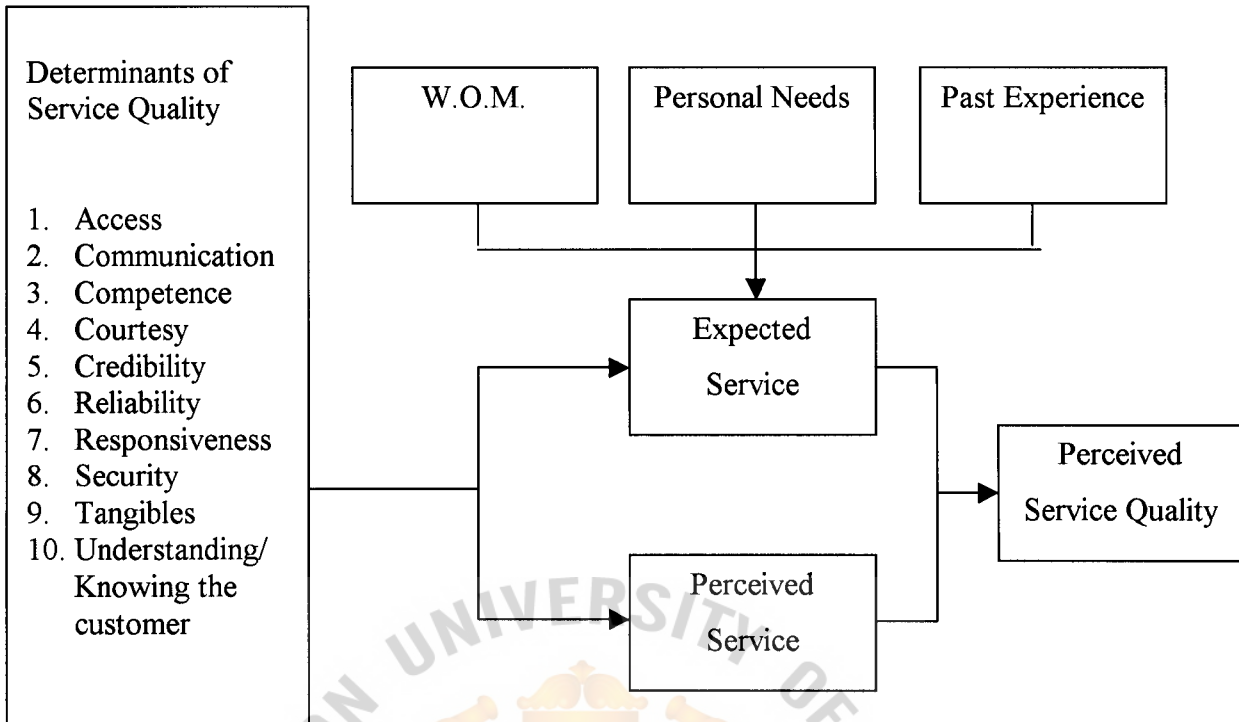 Determinants of
Service Quality
1. Access
2. Communication
3. Competence
4. Courtesy
5. Credibility
6. Reliability
7. Responsiveness
8. Security
9. Tangibles
10. Understanding/
Knowing the
customer
W.O.M.
Personal Needs
Past Experience
Expected
Service
Perceived
Service
Perceived
Service Quality
ON UNIVERSITY OF